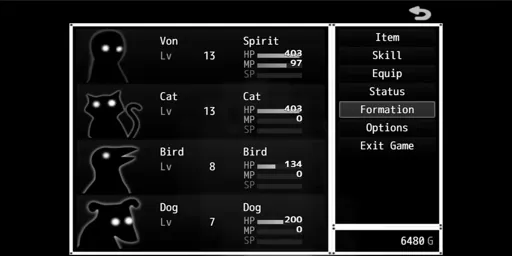 Von Spirit
Lv 13 HP 403
MP 97
SP
Cat Cat
Lv 13 HP 403
MP 0
SP
Bird Bird
Lv 8 HP 134
MP 0
SP
Dog Dog
Lv 7 HP 200
MP 0
SP
Item
Skill
Equip
Status
Formation
Options
Exit Game
6480 G